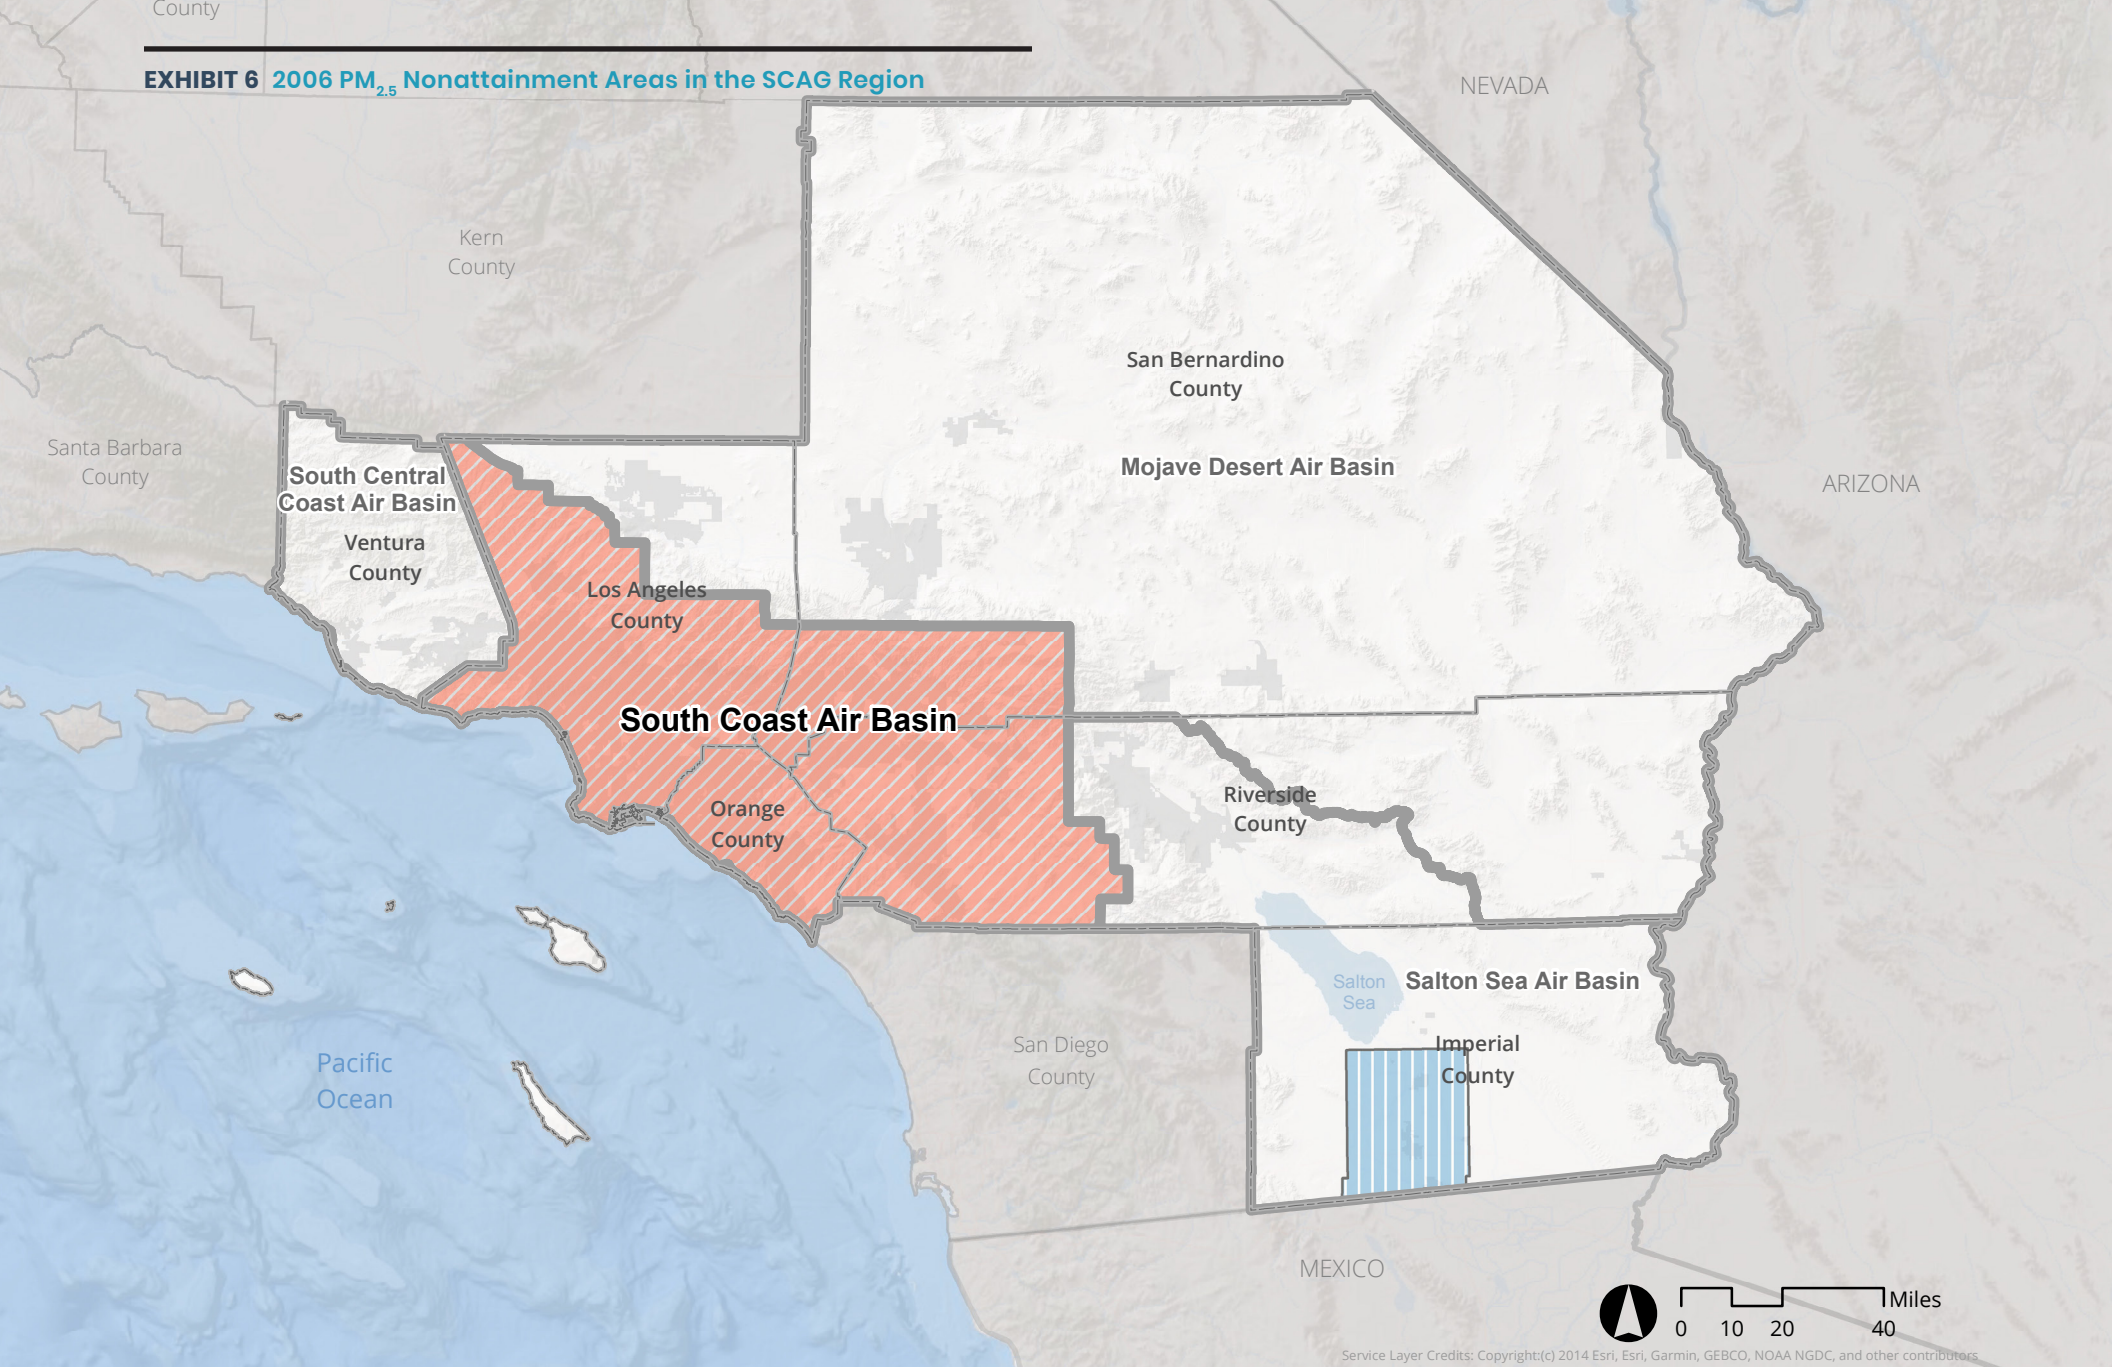 County
EXHIBIT 6 2006 PM2.5 Nonattainment Areas in the SCAG Region
NEVADA
Kern
County
San Bernardino
County
Santa Barbara
County
South Central
Coast Air Basin
Mojave Desert Air Basin
ARIZONA
Ventura
County
Los Angeles
County
South Coast Air Basin
Orange
County
Riverside
County
Salton
Sea
Salton Sea Air Basin
Imperial
County
San Diego
County
Pacific
Ocean
MEXICO
Miles
0 10 20 40
Service Layer Credits: Copyright:(c) 2014 Esri, Esri, Garmin, GEBCO, NOAA NGDC, and other contributors